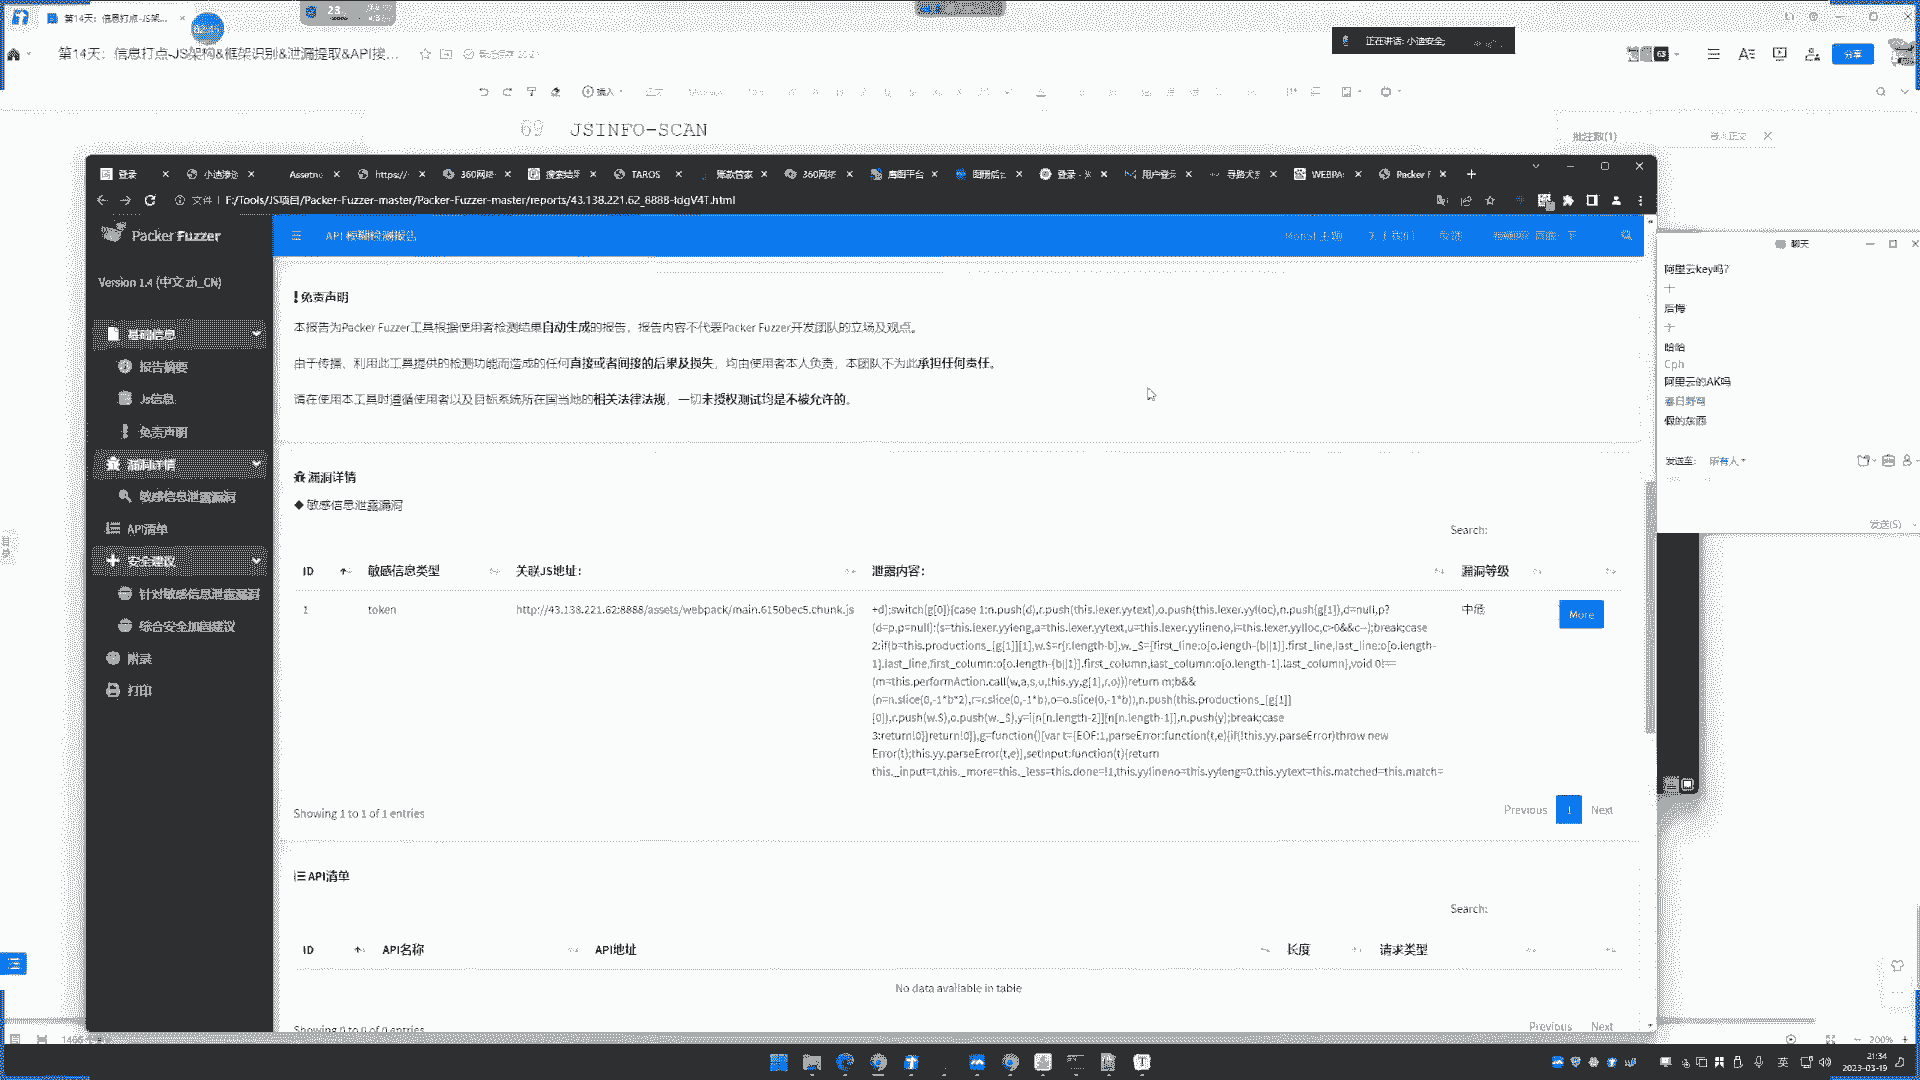 第14天：信息打点-JS架...
23
正在讲话: 小迪安全;
第14天：信息打点-JS架构&框架识别&泄漏提取&API接...
分享
插入
69 JSINFO-SCAN
批注数(1)
登录
小迪渗透
Assetno
https://
360网络
搜索结果
TAROS
账款管家
360网络
用户登录
WEBPA
Packer F
文件 | F:/Tools/JS项目/Packer-Fuzzer-master/Packer-Fuzzer-master/reports/43.138.221.62_8888-IdgV4T.html
Packer Fuzzer
API 模糊检测报告
Version 1.4 (中文 zh_CN)
基础信息
报告摘要
Js信息
免责声明
漏洞详情
敏感信息泄露漏洞
API清单
安全建议
针对敏感信息泄露漏洞
综合安全加固建议
附录
打印
免责声明
本报告为Packer Fuzzer工具根据使用者检测结果自动生成的报告，报告内容不代表Packer Fuzzer开发团队的立场及观点。
由于传播、利用此工具提供的检测功能而造成的任何直接或者间接的后果及损失，均由使用者本人负责，本团队不为此承担任何责任。
请在使用本工具时遵循使用者以及目标系统所在国当地的相关法律法规，一切未授权测试均是不被允许的。
漏洞详情
敏感信息泄露漏洞
Search:
ID 敏感信息类型 关联JS地址： 泄露内容： 漏洞等级
1 token http://43.138.221.62:8888/assets/webpack/main.6150bec5.chunk.js 中危 More
+d);switch(g[0]){case 1:n.push(d),r.push(this.lexer.yytext),o.push(this.lexer.yylloc),n.push(g[1]),d=null,p?
(d=p,p=null):(s=this.lexer.yyleng,a=this.lexer.yytext,u=this.lexer.yylineno,l=this.lexer.yylloc,c>0&&c--);break;case
2:if(b=this.productions_[g[1]][1],w.$=r[r.length-b],w._$={first_line:o[o.length-(b||1)].first_line,last_line:o[o.length-
1].last_line,first_column:o[o.length-(b||1)].first_column,last_column:o[o.length-1].last_column},void 0!==
(m=this.performAction.call(w,a,s,u,this.yy,g[1],r,o)))return m;b&&
(n=n.slice(0,-1*b*2),r=r.slice(0,-1*b),o=o.slice(0,-1*b)),n.push(this.productions_[g[1]]
[0]),r.push(w.$),o.push(w._$),y=i[n[n.length-2]][n[n.length-1]],n.push(y);break;case
3:return!0}}return!0}},g=function(){var t={EOF:1,parseError:function(t,e){if(!this.yy.parseError)throw new
Error(t);this.yy.parseError(t,e)},setInput:function(t){return
this._input=t,this._more=this._less=this.done=!1,this.yylineno=this.yyleng=0,this.yytext=this.matched=this.match=
Showing 1 to 1 of 1 entries
Previous 1 Next
API清单
Search:
ID API名称 API地址 长度 请求类型
No data available in table
Showing 0 to 0 of 0 entries
Previous Next
聊天
阿里云key吗?
十
后悔
于
哈哈
Cph
阿里云的AK吗
春日野穹
假的东西
发送至: 所有人
发送(S)
200%
英
21:34
2023-03-19